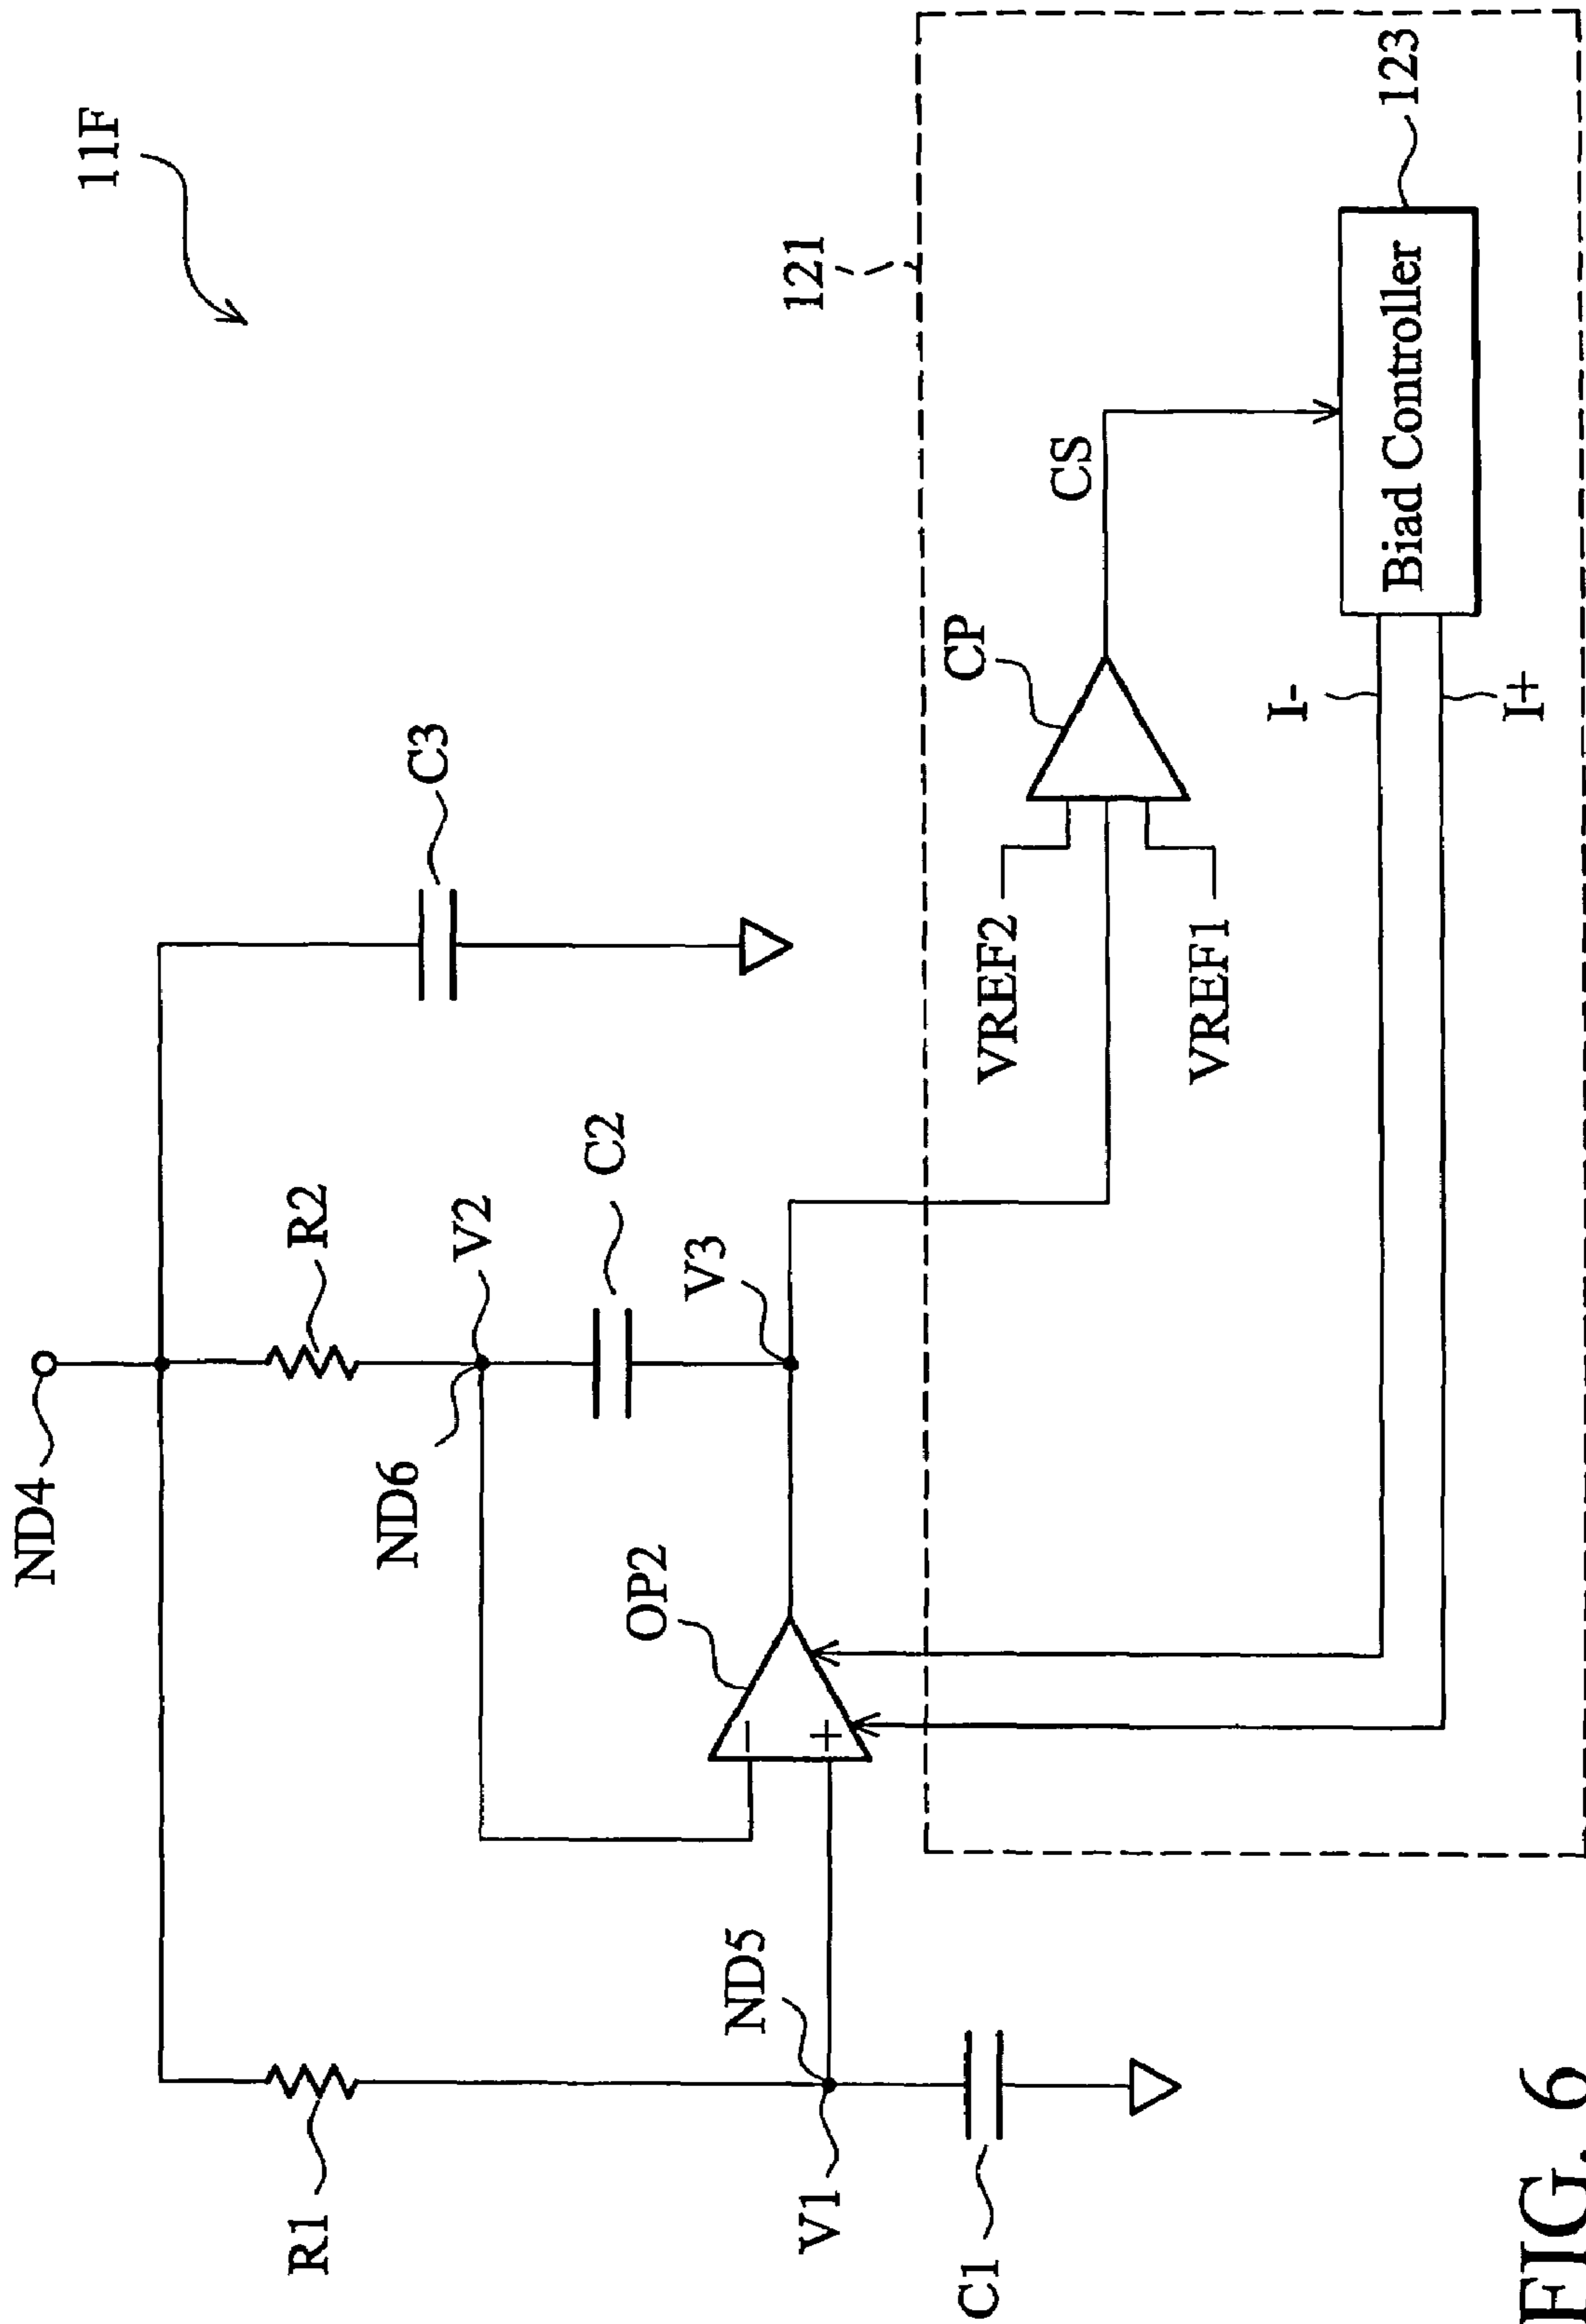 11F
ND4
R1
R2
C3
ND6
V2
C2
OP2
V3
ND5
V1
C1
-
+
121
VREF2
VREF1
CP
CS
I-
I+
Biad Controller
123
FIG. 6